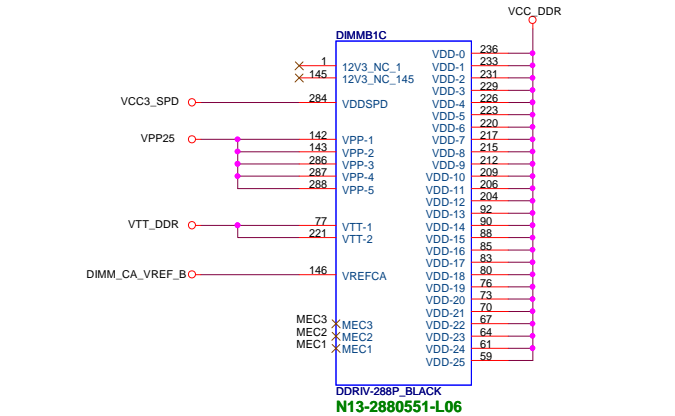 VCC_DDR
DIMMB1C
1 12V3_NC_1
145 12V3_NC_145
VCC3_SPD 284 VDDSPD
VPP25 142 VPP-1
143 VPP-2
286 VPP-3
287 VPP-4
288 VPP-5
VTT_DDR 77 VTT-1
221 VTT-2
DIMM_CA_VREF_B 146 VREFCA
MEC3 MEC3
MEC2 MEC2
MEC1 MEC1
VDD-0 236
VDD-1 233
VDD-2 231
VDD-3 229
VDD-4 226
VDD-5 223
VDD-6 220
VDD-7 217
VDD-8 215
VDD-9 212
VDD-10 209
VDD-11 206
VDD-12 204
VDD-13 92
VDD-14 90
VDD-15 88
VDD-16 85
VDD-17 83
VDD-18 80
VDD-19 76
VDD-20 73
VDD-21 70
VDD-22 67
VDD-23 64
VDD-24 61
VDD-25 59
DDRIV-288P_BLACK
N13-2880551-L06